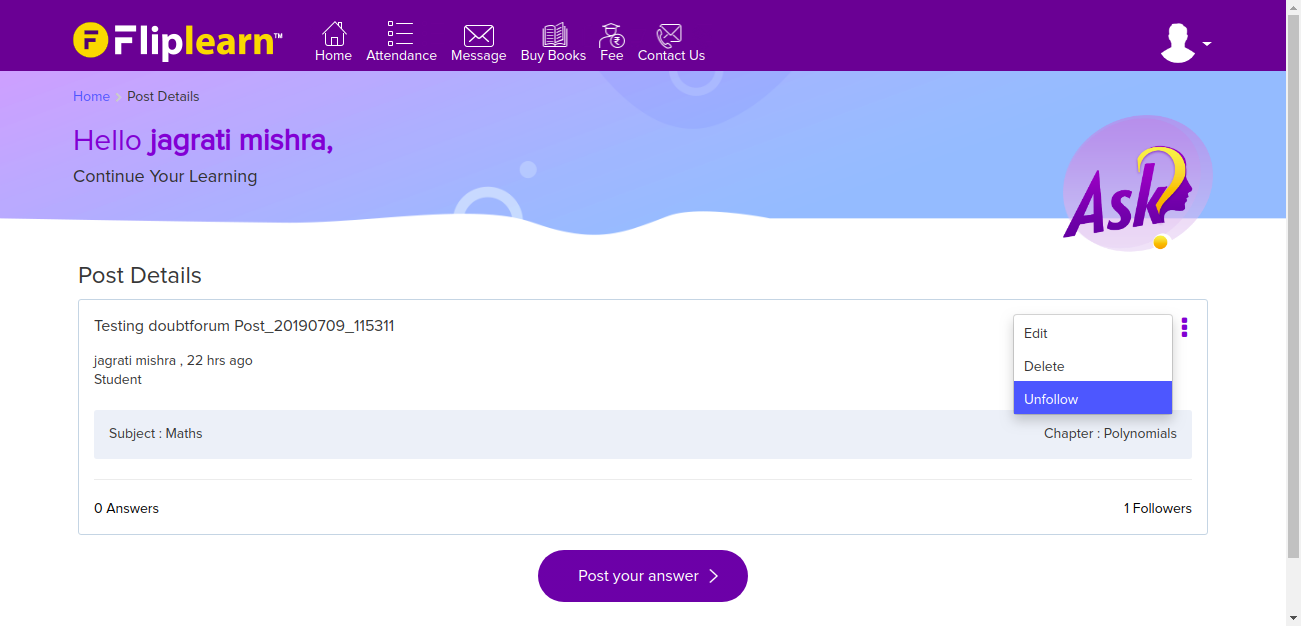 Fliplearn™
Home Attendance Message Buy Books Fee Contact Us
Home Post Details
Hello jagrati mishra,
Continue Your Learning
Ask?
Post Details
Testing doubtforum Post_20190709_115311
Edit
jagrati mishra , 22 hrs ago
Delete
Student
Unfollow
Subject : Maths Chapter : Polynomials
0 Answers 1 Followers
Post your answer